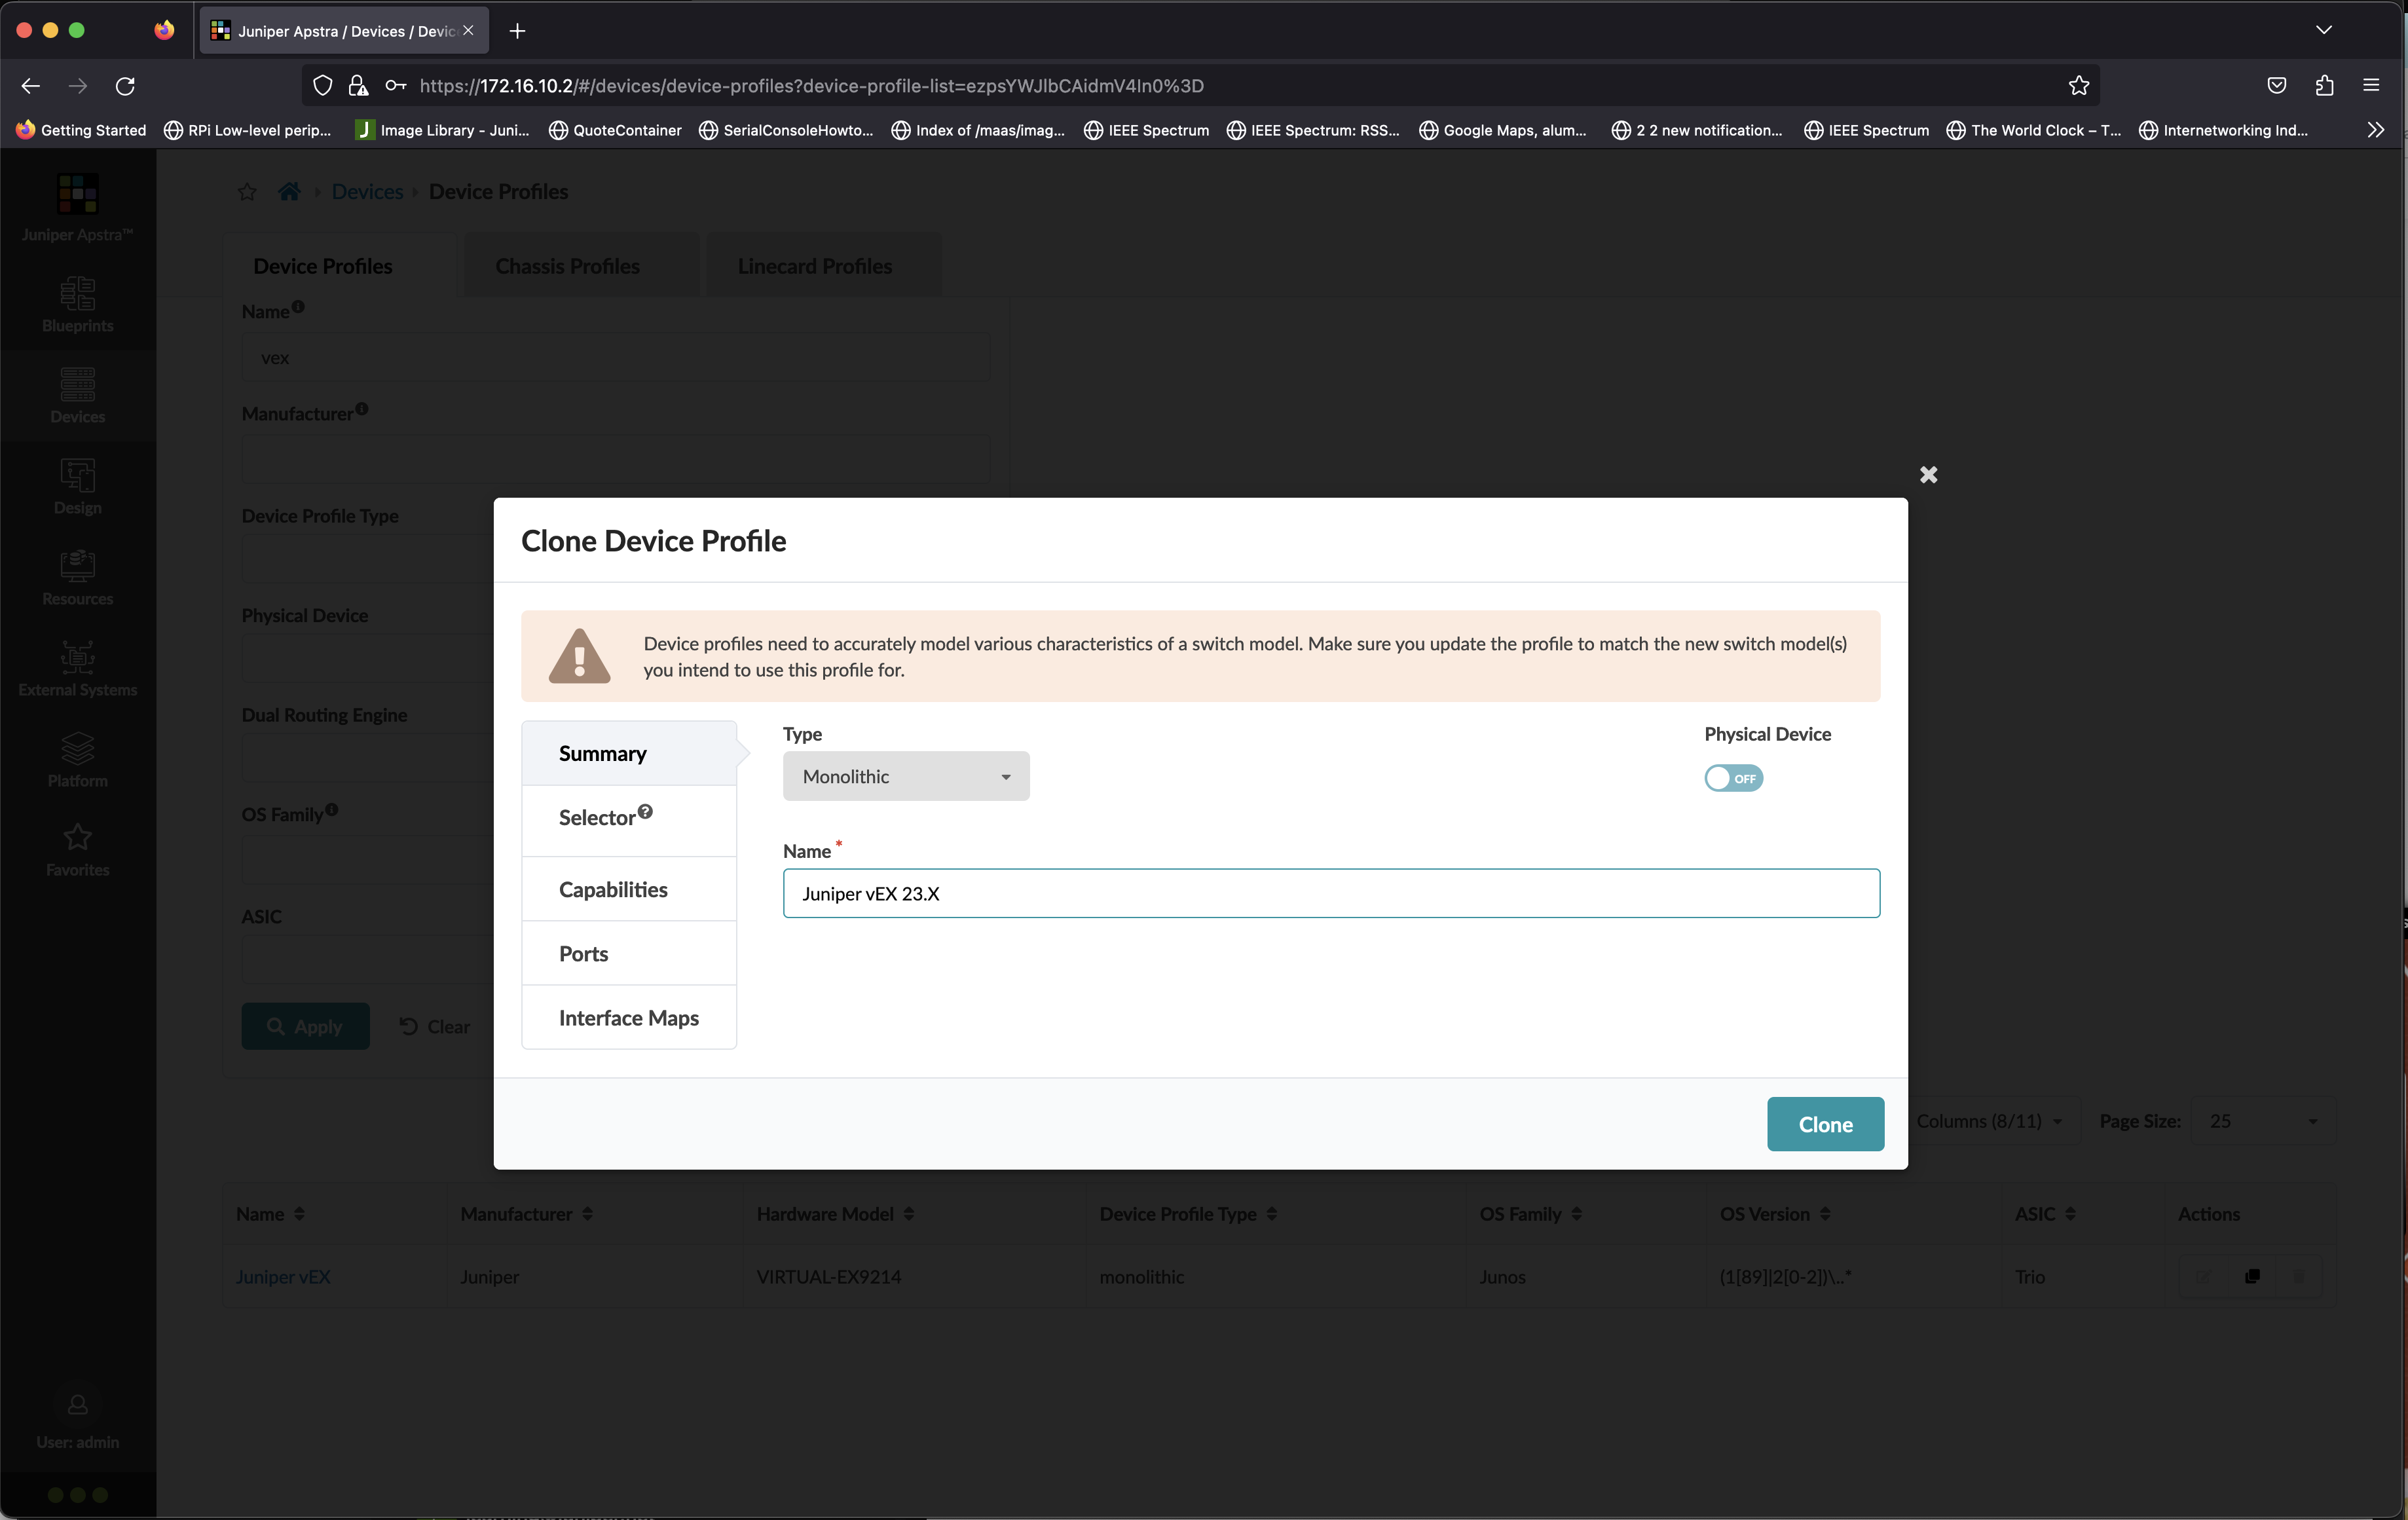 Juniper Apstra / Devices / Devic
https://172.16.10.2/#/devices/device-profiles?device-profile-list=ezpsYWJlbCAidmV4In0%3D
Getting Started RPi Low-level perip... Image Library - Juni... QuoteContainer SerialConsoleHowto... Index of /maas/imag... IEEE Spectrum IEEE Spectrum: RSS... Google Maps, alum... 2 2 new notification... IEEE Spectrum The World Clock – T... Internetworking Ind...
Juniper Apstra™
Blueprints
Devices
Design
Resources
External Systems
Platform
Favorites
User: admin
Devices Device Profiles
Device Profiles Chassis Profiles Linecard Profiles
Name
vex
Manufacturer
Device Profile Type
Physical Device
Dual Routing Engine
OS Family
ASIC
Apply Clear
Clone Device Profile
Device profiles need to accurately model various characteristics of a switch model. Make sure you update the profile to match the new switch model(s)
you intend to use this profile for.
Summary
Selector
Capabilities
Ports
Interface Maps
Type
Monolithic
Physical Device
OFF
Name *
Juniper vEX 23.X
Clone
Columns (8/11) Page Size: 25
Name Manufacturer Hardware Model Device Profile Type OS Family OS Version ASIC Actions
Juniper vEX Juniper VIRTUAL-EX9214 monolithic Junos (1[89]|2[0-2])\..* Trio